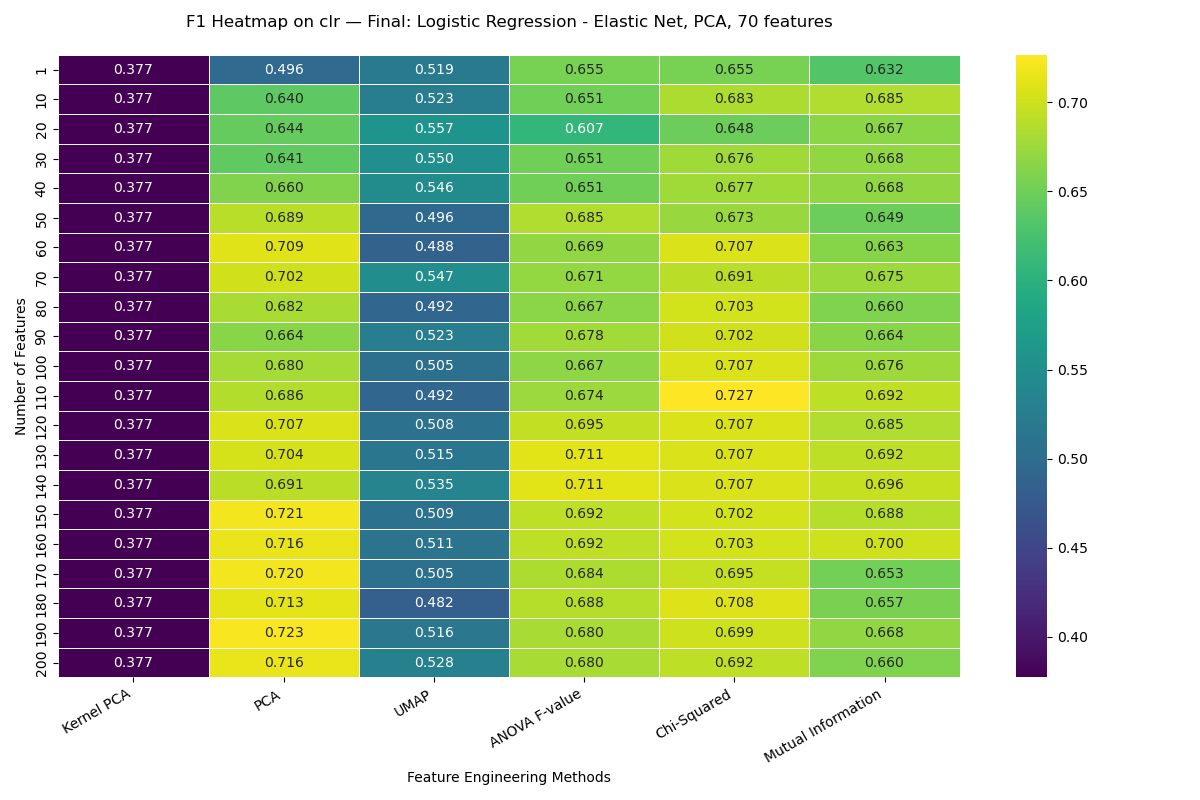 F1 Heatmap on clr — Final: Logistic Regression - Elastic Net, PCA, 70 features
Number of Features
1 0.377 0.496 0.519 0.655 0.655 0.632
10 0.377 0.640 0.523 0.651 0.683 0.685
20 0.377 0.644 0.557 0.607 0.648 0.667
30 0.377 0.641 0.550 0.651 0.676 0.668
40 0.377 0.660 0.546 0.651 0.677 0.668
50 0.377 0.689 0.496 0.685 0.673 0.649
60 0.377 0.709 0.488 0.669 0.707 0.663
70 0.377 0.702 0.547 0.671 0.691 0.675
80 0.377 0.682 0.492 0.667 0.703 0.660
90 0.377 0.664 0.523 0.678 0.702 0.664
100 0.377 0.680 0.505 0.667 0.707 0.676
110 0.377 0.686 0.492 0.674 0.727 0.692
120 0.377 0.707 0.508 0.695 0.707 0.685
130 0.377 0.704 0.515 0.711 0.707 0.692
140 0.377 0.691 0.535 0.711 0.707 0.696
150 0.377 0.721 0.509 0.692 0.702 0.688
160 0.377 0.716 0.511 0.692 0.703 0.700
170 0.377 0.720 0.505 0.684 0.695 0.653
180 0.377 0.713 0.482 0.688 0.708 0.657
190 0.377 0.723 0.516 0.680 0.699 0.668
200 0.377 0.716 0.528 0.680 0.692 0.660
Kernel PCA PCA UMAP ANOVA F-value Chi-Squared Mutual Information
Feature Engineering Methods
0.70
0.65
0.60
0.55
0.50
0.45
0.40